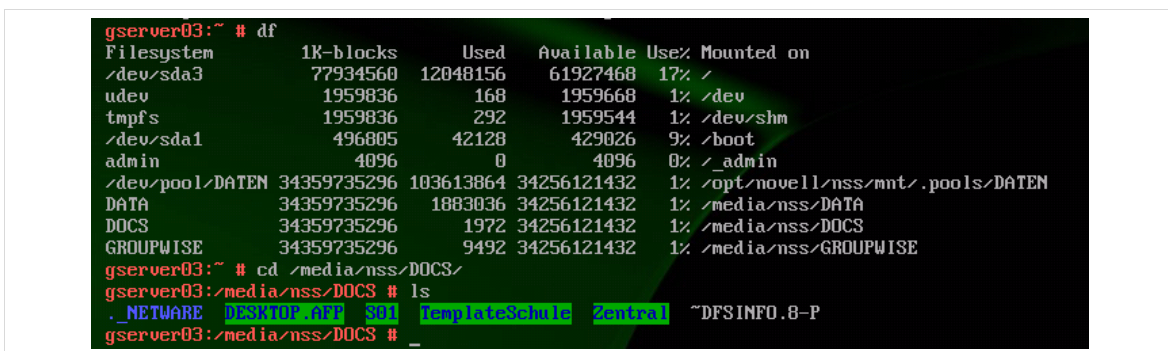 gserver03:~ # df
Filesystem 1K-blocks Used Available Use% Mounted on
/dev/sda3 77934560 12048156 61927468 17% /
udev 1959836 168 1959668 1% /dev
tmpfs 1959836 292 1959544 1% /dev/shm
/dev/sda1 496805 42128 429026 9% /boot
admin 4096 0 4096 0% /_admin
/dev/pool/DATEN 34359735296 103613864 34256121432 1% /opt/novell/nss/mnt/.pools/DATEN
DATA 34359735296 1883036 34256121432 1% /media/nss/DATA
DOCS 34359735296 1972 34256121432 1% /media/nss/DOCS
GROUPWISE 34359735296 9492 34256121432 1% /media/nss/GROUPWISE
gserver03:~ # cd /media/nss/DOCS/
gserver03:/media/nss/DOCS # ls
._NETWARE DESKTOP.AFP S01 TemplateSchule Zentral ~DFSINFO.8-P
gserver03:/media/nss/DOCS # _